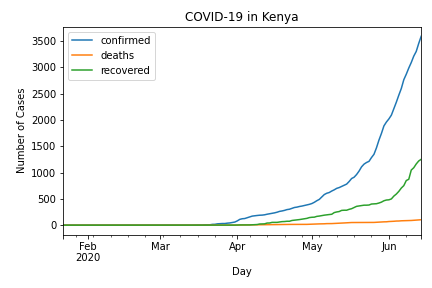 COVID-19 in Kenya
confirmed
deaths
recovered
Number of Cases
3500
3000
2500
2000
1500
1000
500
0
Feb Mar Apr May Jun
2020
Day